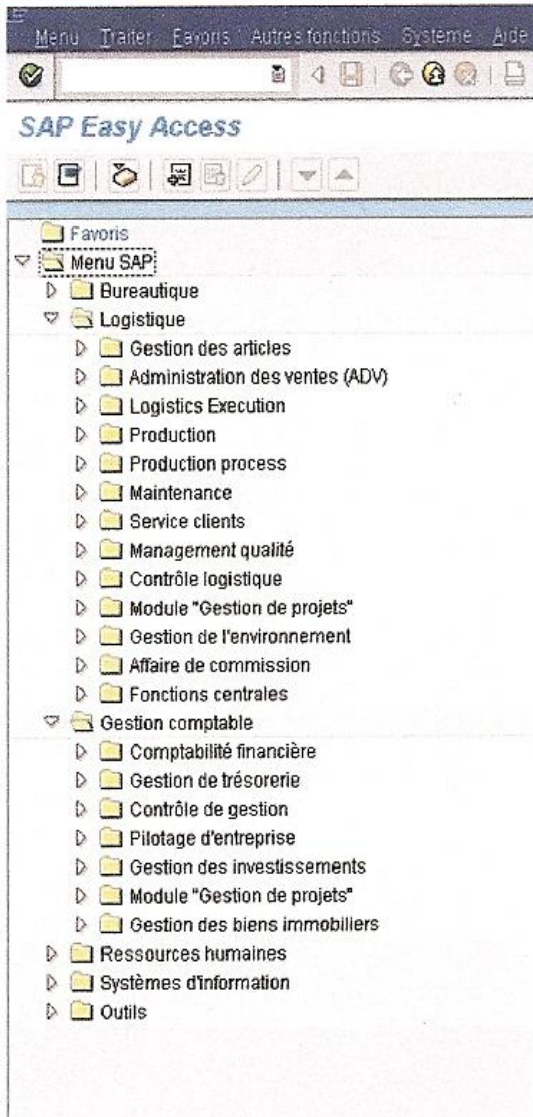 Menu Traiter Favoris Autres fonctions Système Aide
SAP Easy Access
Favoris
Menu SAP
Bureautique
Logistique
Gestion des articles
Administration des ventes (ADV)
Logistics Execution
Production
Production process
Maintenance
Service clients
Management qualité
Contrôle logistique
Module "Gestion de projets"
Gestion de l'environnement
Affaire de commission
Fonctions centrales
Gestion comptable
Comptabilité financière
Gestion de trésorerie
Contrôle de gestion
Pilotage d'entreprise
Gestion des investissements
Module "Gestion de projets"
Gestion des biens immobiliers
Ressources humaines
Systèmes d'information
Outils